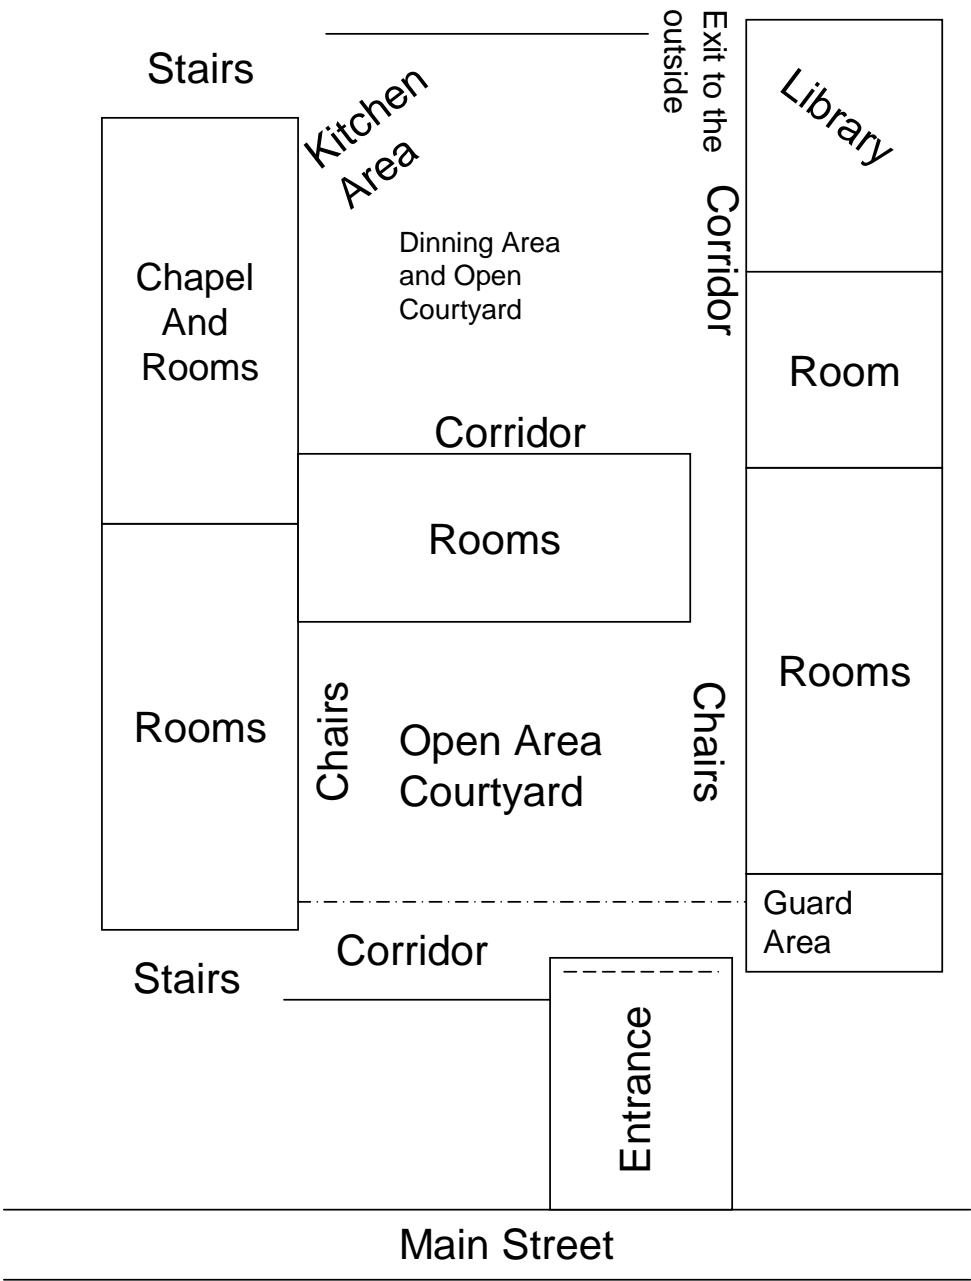 Stairs
Exit to the
outside
Library
Kitchen
Area
Corridor
Dinning Area
and Open
Courtyard
Chapel
And
Rooms
Room
Corridor
Rooms
Rooms
Rooms
Chairs
Open Area
Courtyard
Chairs
Guard
Area
Corridor
Stairs
Entrance
Main Street